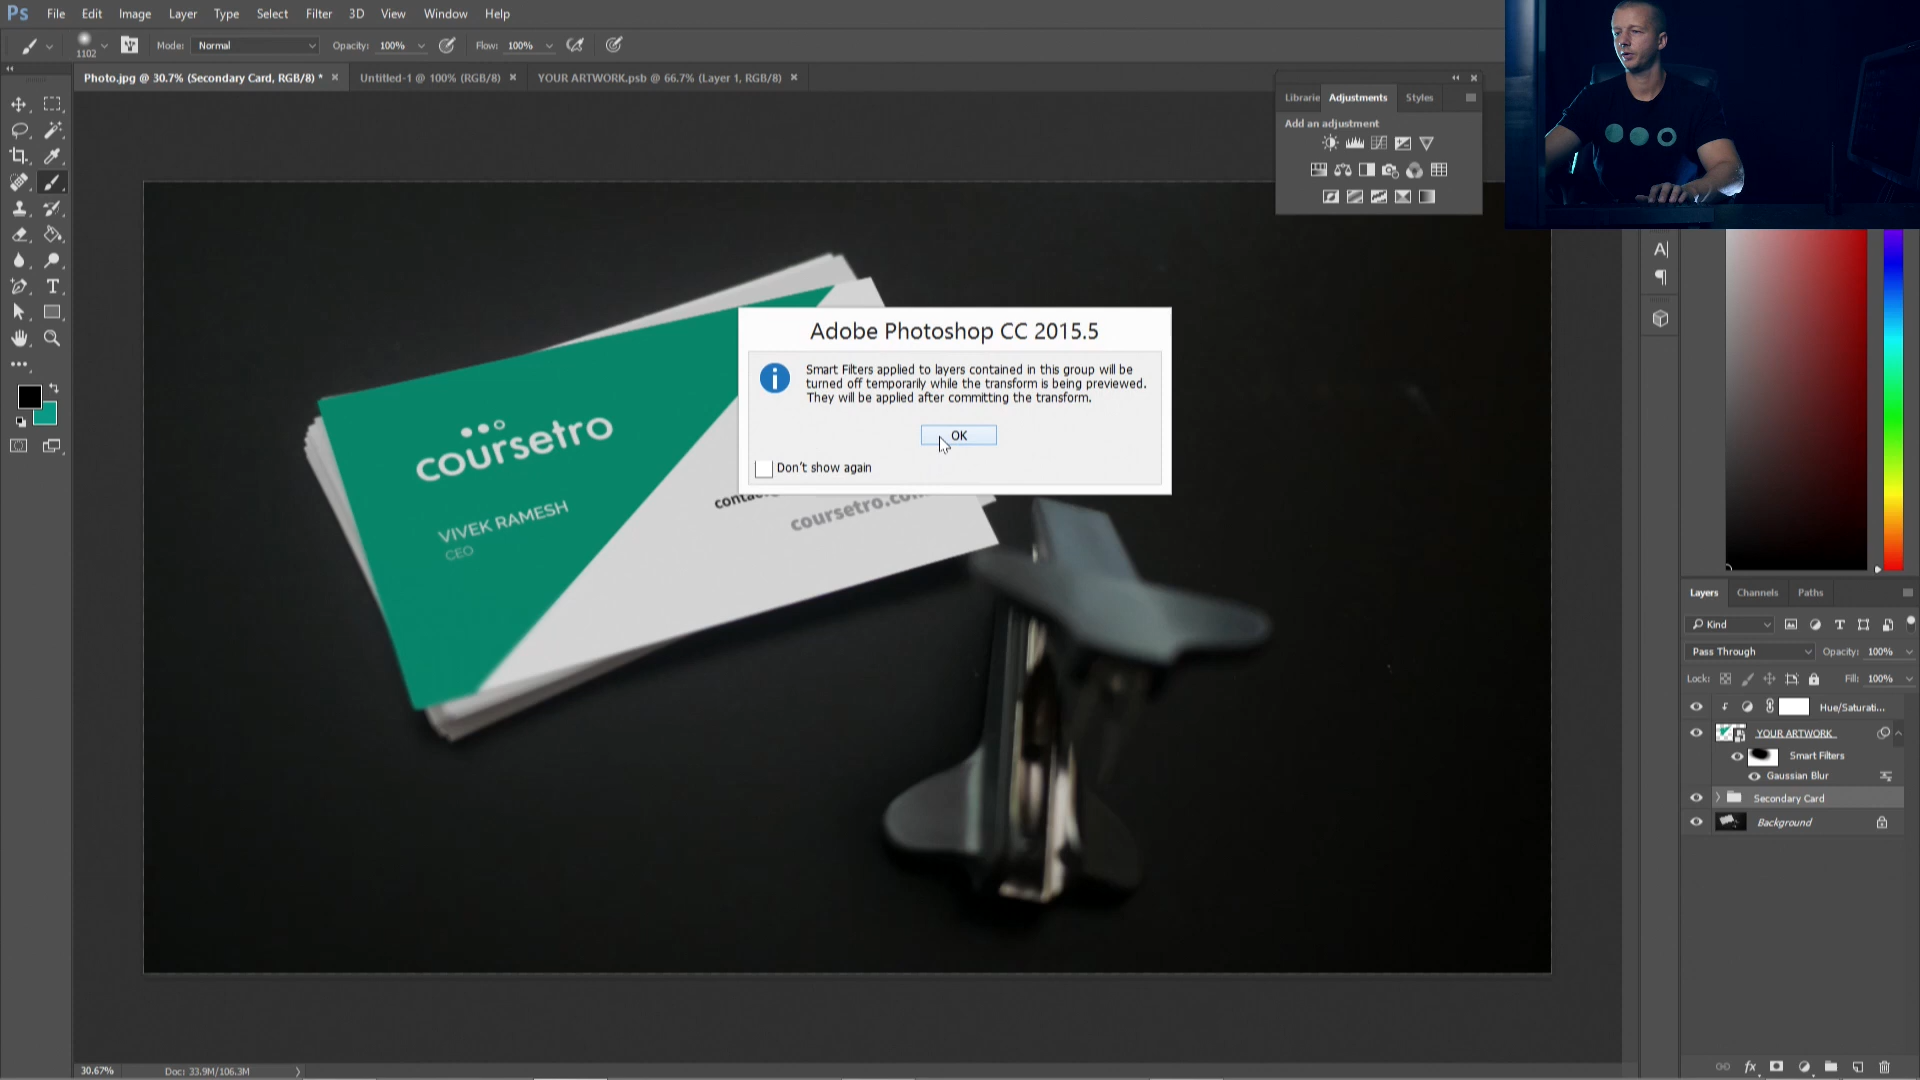 Ps File Edit Image Layer Type Select Filter 3D View Window Help
1102 Mode: Normal Opacity: 100% Flow: 100%
Photo.jpg @ 30.7% (Secondary Card, RGB/8) * × Untitled-1 @ 100% (RGB/8) × YOUR ARTWORK.psb @ 66.7% (Layer 1, RGB/8) ×
Librarie Adjustments Styles
Add an adjustment
Adobe Photoshop CC 2015.5
Smart Filters applied to layers contained in this group will be
turned off temporarily while the transform is being previewed.
They will be applied after committing the transform.
OK
Don't show again
coursetro
VIVEK RAMESH
CEO
coursetro.co
Layers Channels Paths
Kind
Pass Through Opacity: 100%
Lock: Fill: 100%
Hue/Saturati...
YOUR ARTWORK
Smart Filters
Gaussian Blur
Secondary Card
Background
30.67% Doc: 33.9M/106.3M